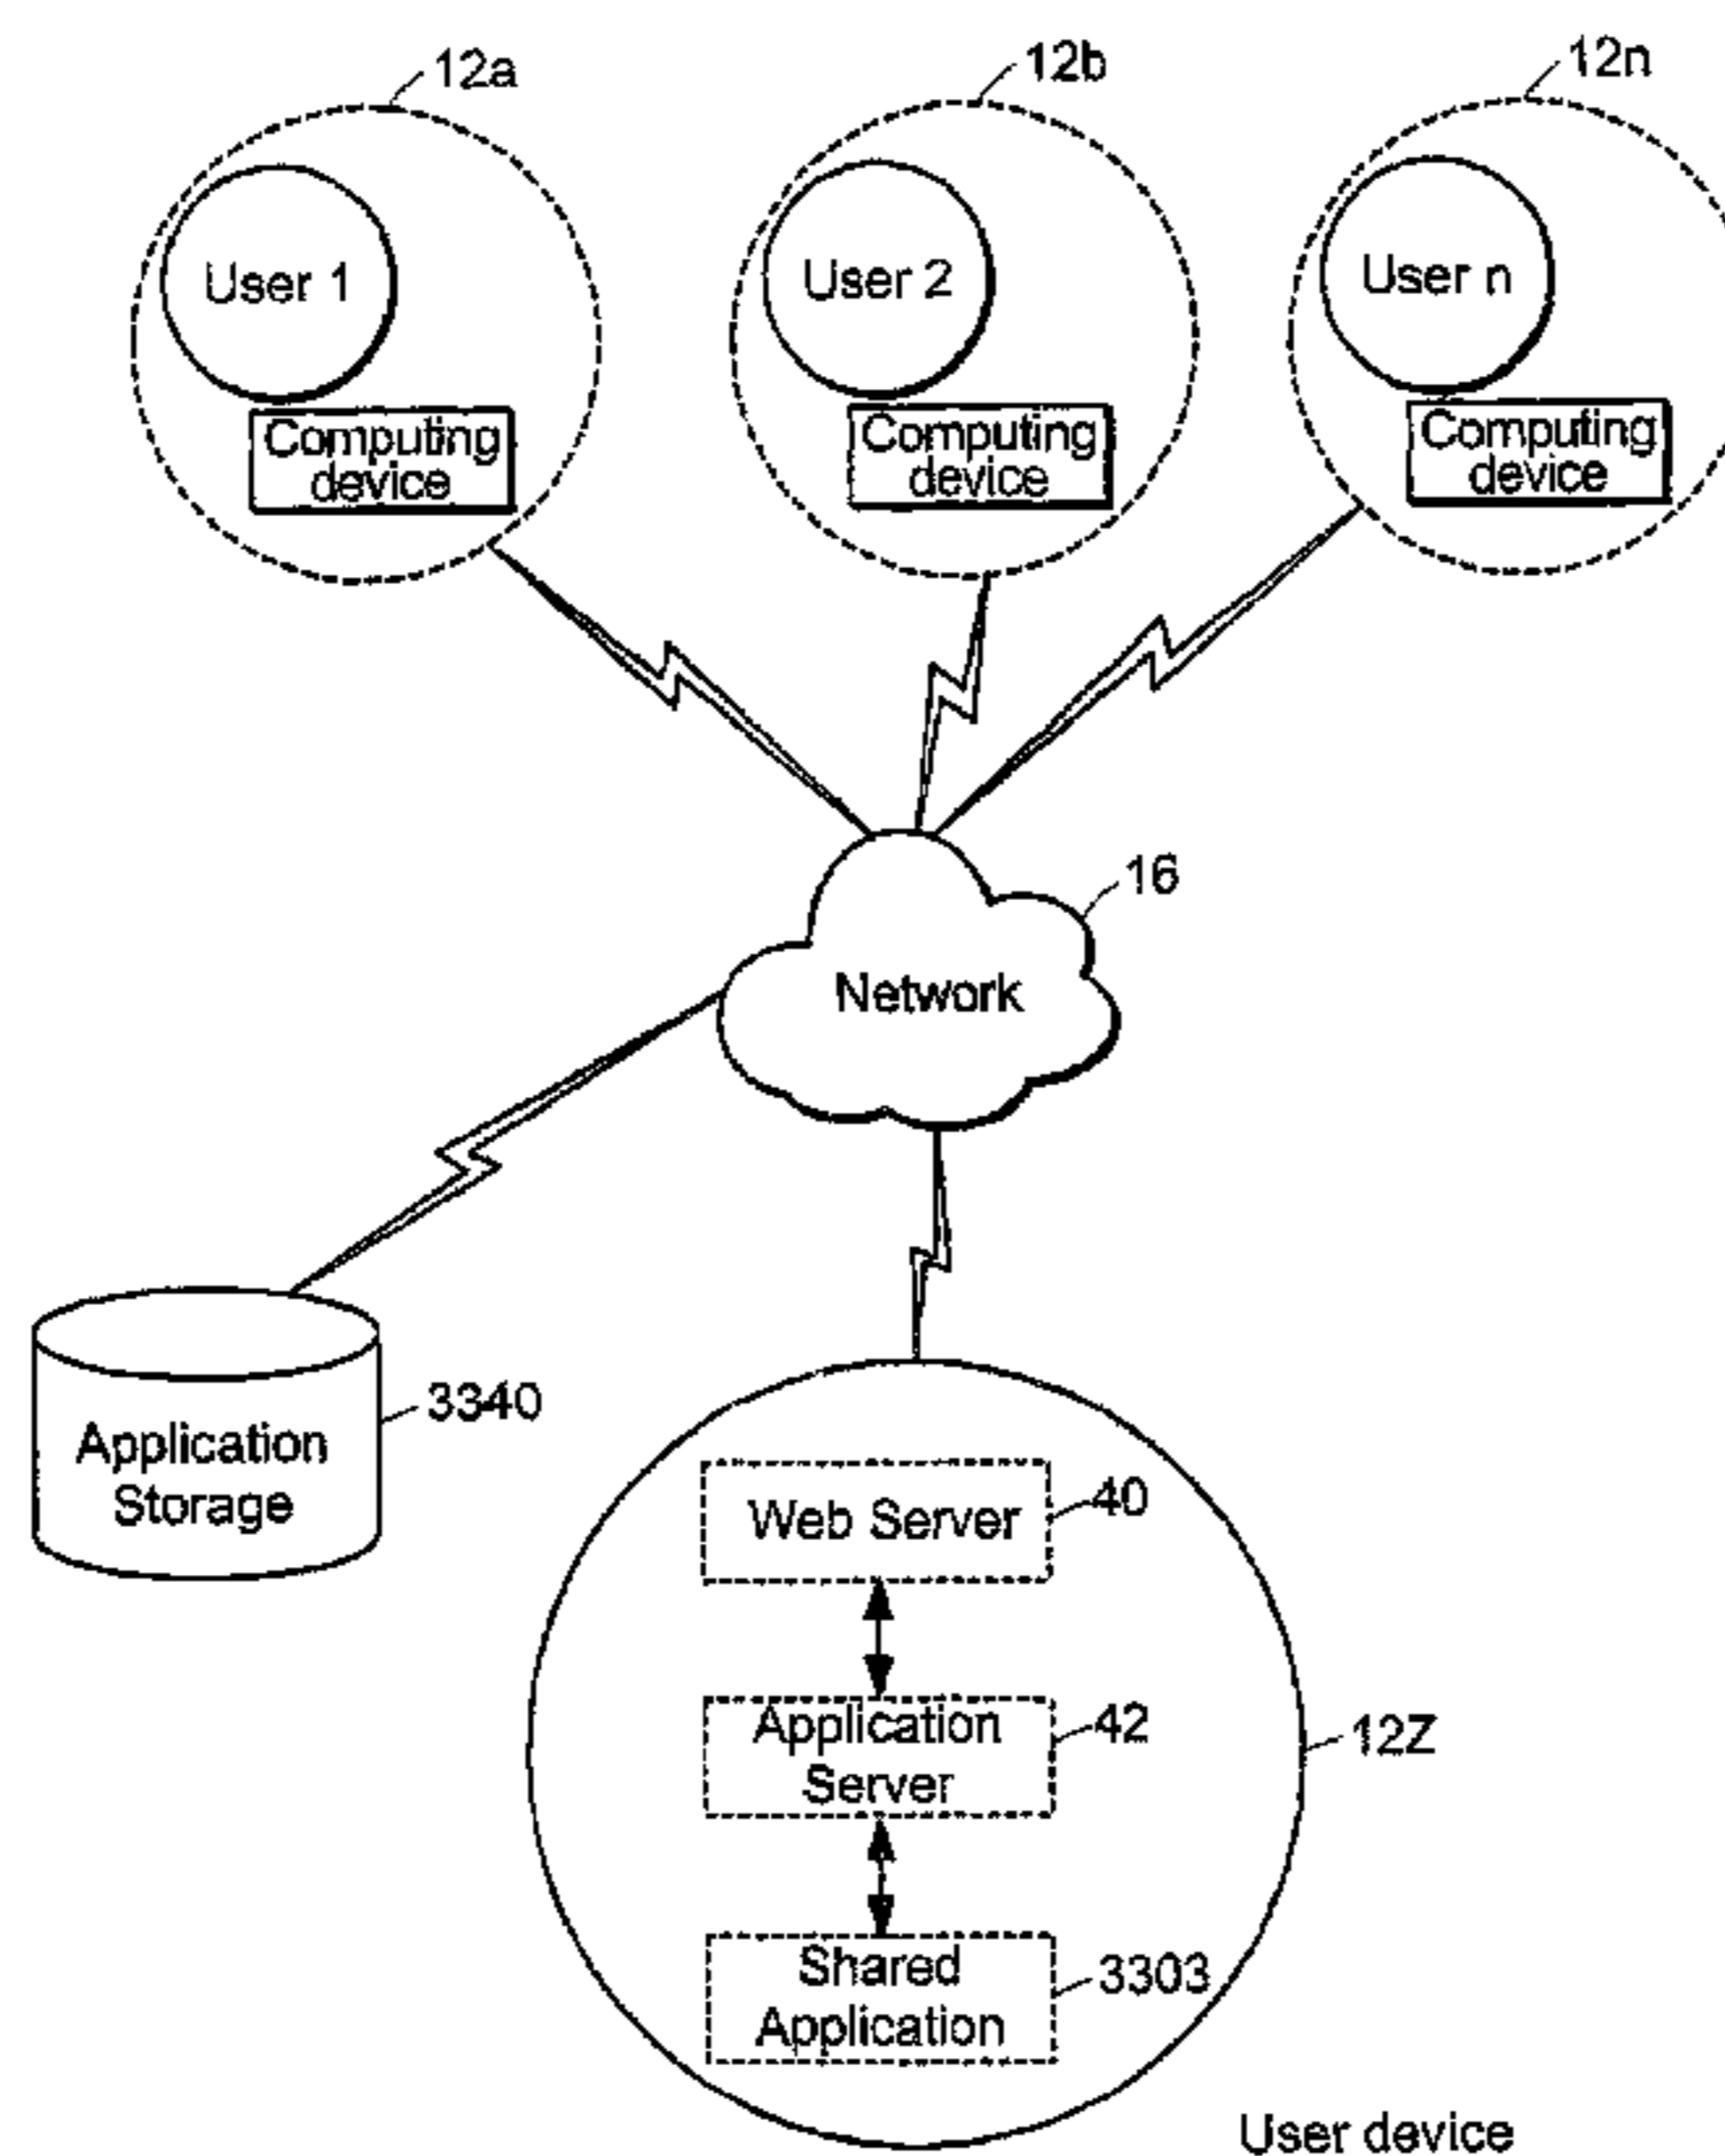 12a
12b
12n
User 1
User 2
User n
Computing
device
Computing
device
Computing
device
16
Network
3340
Application
Storage
Web Server
40
Application
Server
42
12Z
Shared
Application
3303
User device